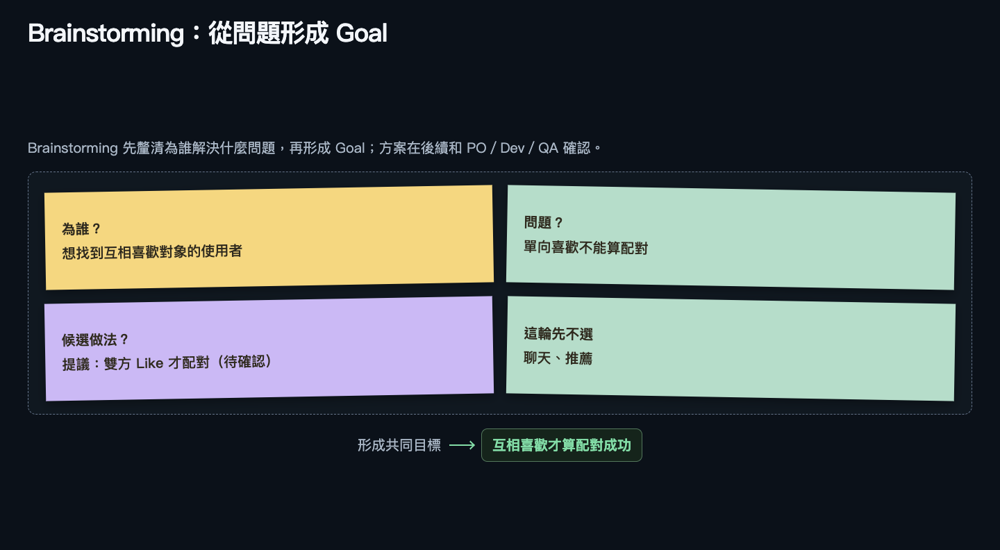 Brainstorming：從問題形成 Goal
Brainstorming 先釐清為誰解決什麼問題，再形成 Goal；方案在後續和 PO / Dev / QA 確認。
為誰？
想找到互相喜歡對象的使用者
問題？
單向喜歡不能算配對
候選做法？
提議：雙方 Like 才配對（待確認）
這輪先不選
聊天、推薦
形成共同目標 → 互相喜歡才算配對成功